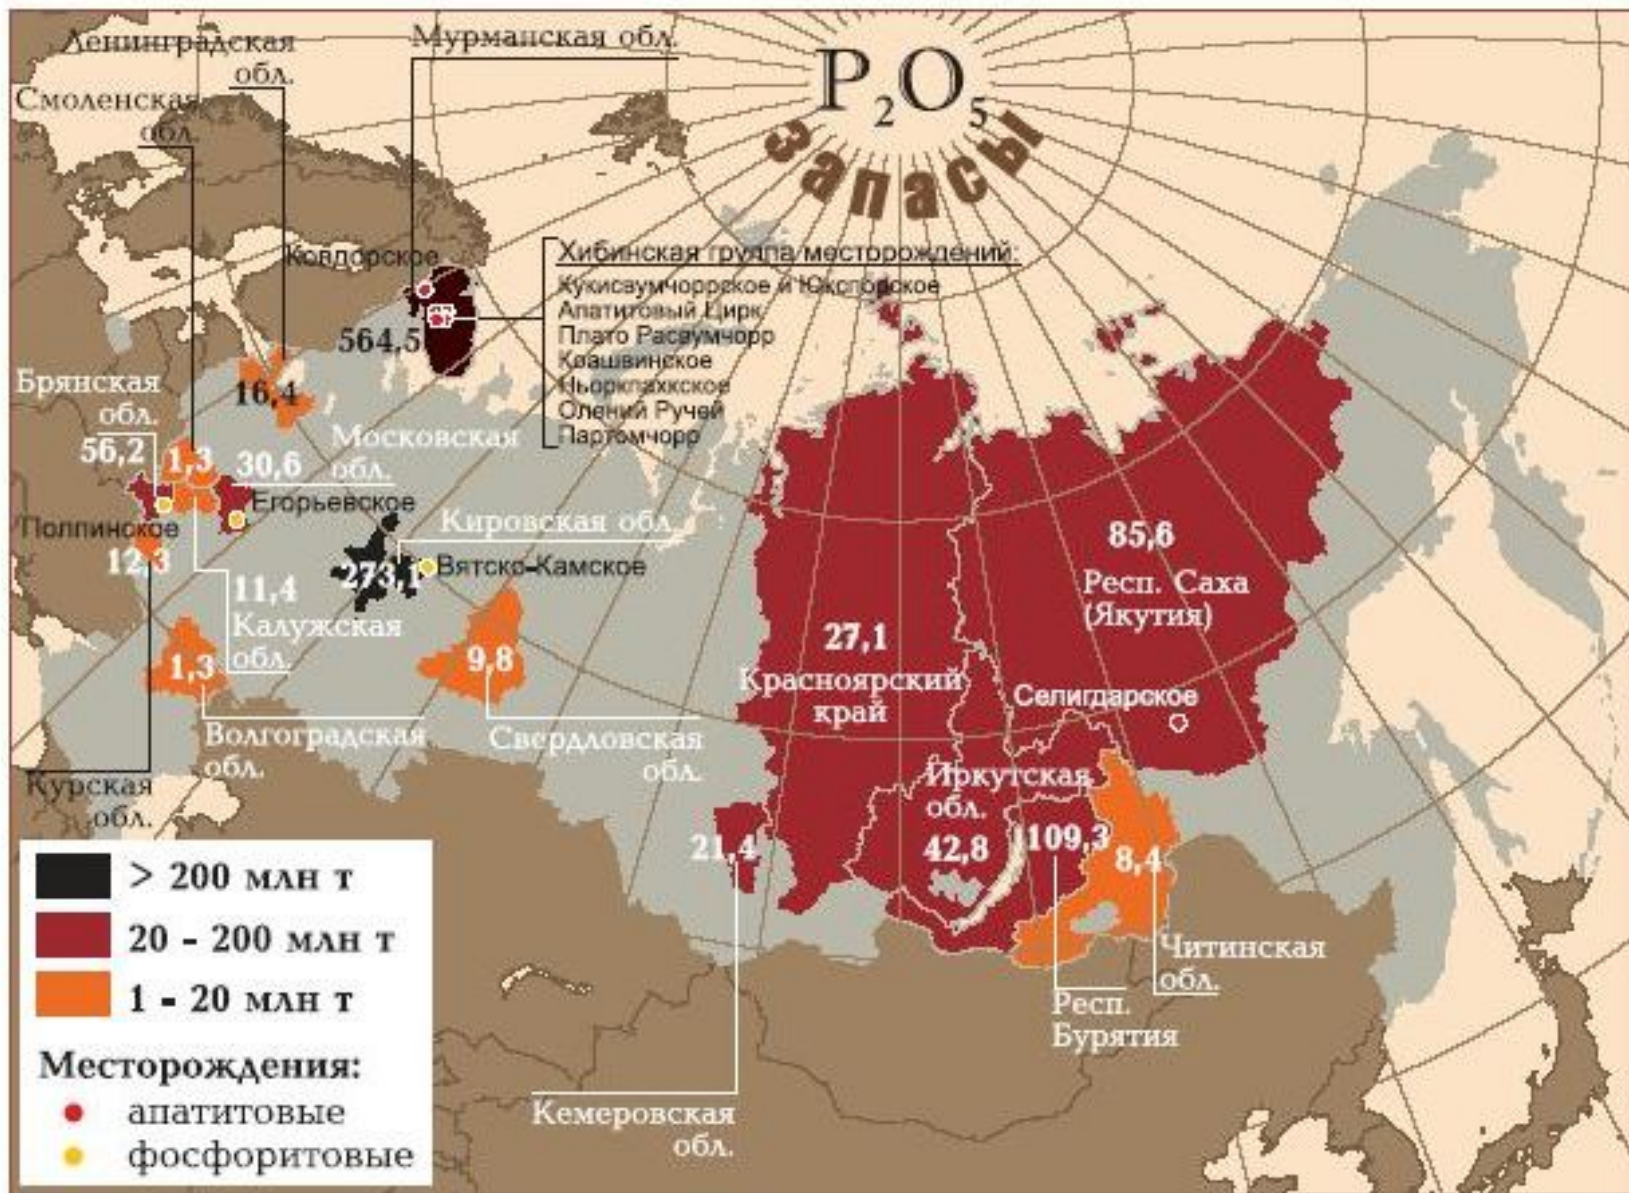 Ленинградская
обл.
Мурманская обл.
P₂O₅
запасы
Смоленская
обл.
Ковдорское
Хибинская группа месторождений:
Кукисвумчоррское и Юкспорское
Апатитовый Цирк
Плато Расвумчорр
Коашвинское
Ньоркпахкское
Олений Ручей
Партомчорр
564,5
Брянская
обл.
56,2
16,4
Московская
обл.
1,3
30,6
Егорьевское
Полпинское
12,3
Кировская обл.
273,1
Вятско-Камское
11,4
Калужская
обл.
1,3
9,8
Волгоградская
обл.
Свердловская
обл.
Курская
обл.
27,1
Красноярский
край
85,6
Респ. Саха
(Якутия)
Селигдарское
Иркутская
обл.
42,8
109,3
8,4
21,4
Читинская
обл.
Респ.
Бурятия
Кемеровская
обл.
> 200 млн т
20 - 200 млн т
1 - 20 млн т
Месторождения:
апатитовые
фосфоритовые